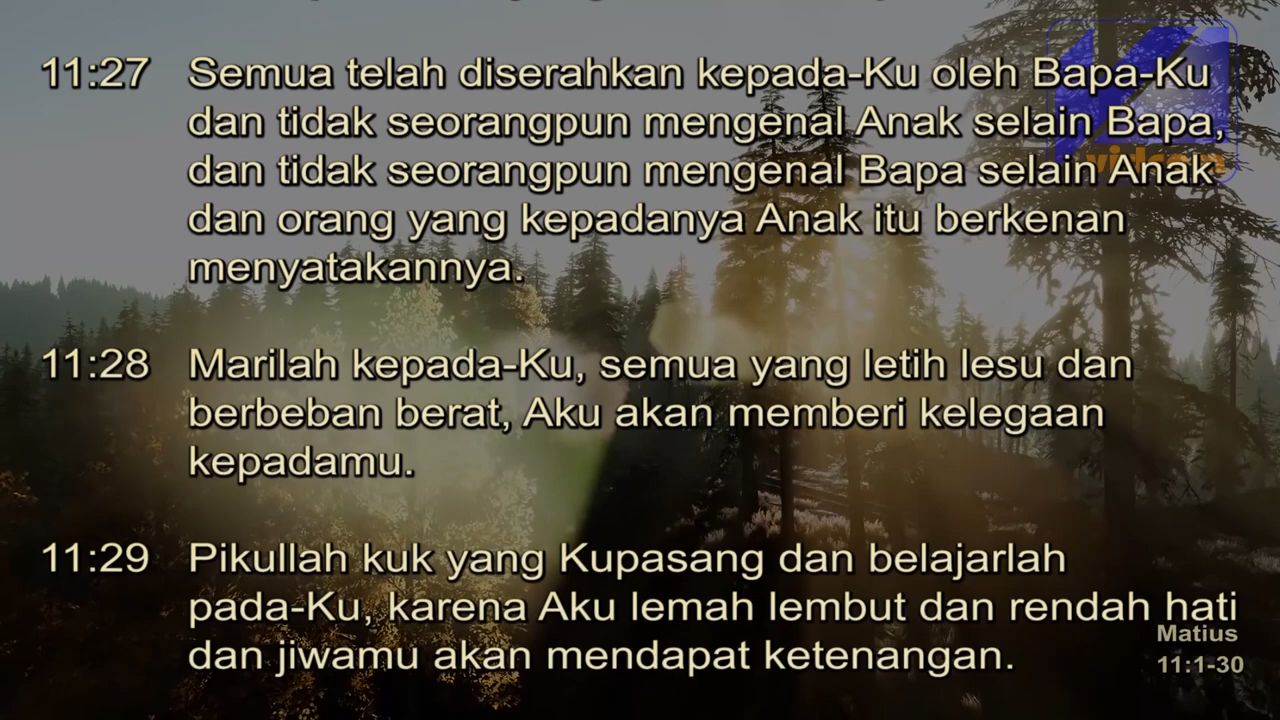 11:27 Semua telah diserahkan kepada-Ku oleh Bapa-Ku
dan tidak seorangpun mengenal Anak selain Bapa,
dan tidak seorangpun mengenal Bapa selain Anak
dan orang yang kepadanya Anak itu berkenan
menyatakannya.
11:28 Marilah kepada-Ku, semua yang letih lesu dan
berbeban berat, Aku akan memberi kelegaan
kepadamu.
11:29 Pikullah kuk yang Kupasang dan belajarlah
pada-Ku, karena Aku lemah lembut dan rendah hati
dan jiwamu akan mendapat ketenangan.
Matius
11:1-30